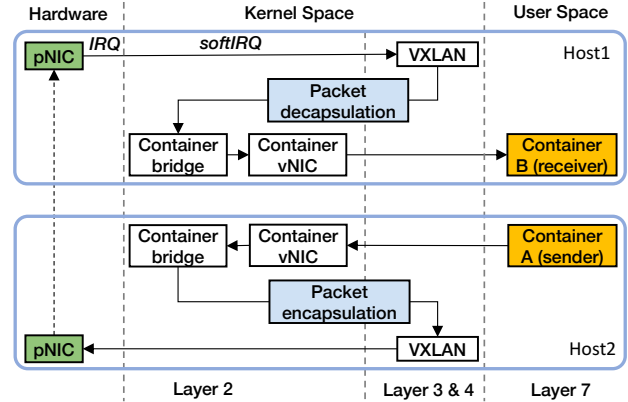 Hardware
Kernel Space
User Space
IRQ
softIRQ
Host1
pNIC
VXLAN
Packet
decapsulation
Container
bridge
Container
vNIC
Container
B (receiver)
Container
bridge
Container
vNIC
Container
A (sender)
Packet
encapsulation
pNIC
VXLAN
Host2
Layer 2
Layer 3 & 4
Layer 7